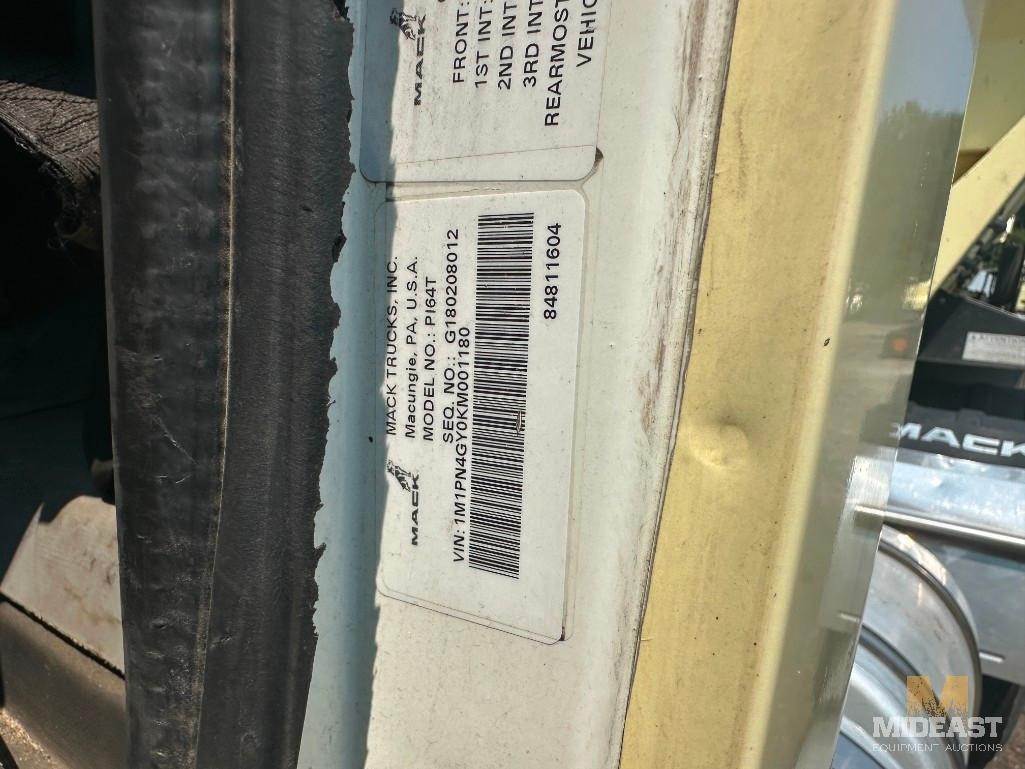 MACK
FRONT:
1ST INT:
2ND INT
3RD INT
REARMOST
VEHIC
MACK
MACK TRUCKS, INC.
Macungie, PA, U.S.A.
MODEL NO.: PI64T
SEQ. NO.: G180208012
VIN: 1M1PN4GY0KM001180
84811604
MACK
M
MIDEAST
EQUIPMENT AUCTIONS